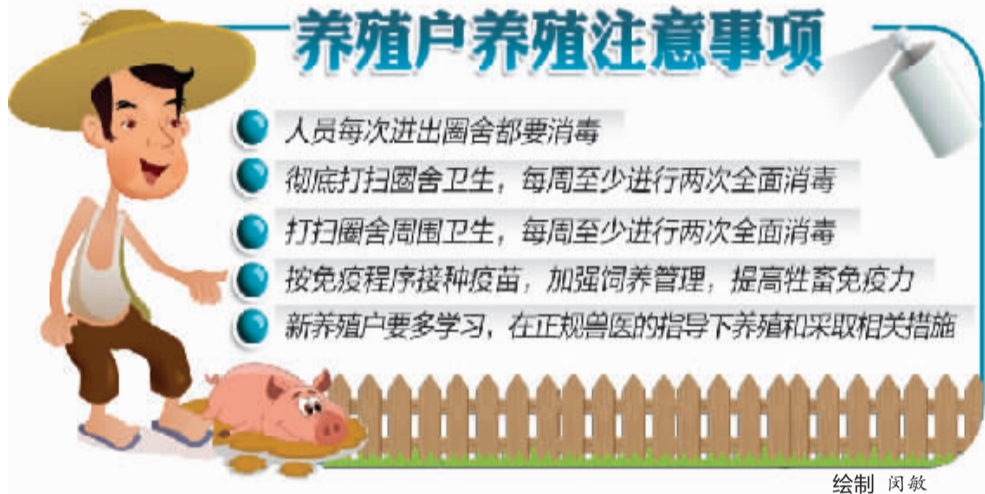 养殖户养殖注意事项
人员每次进出圈舍都要消毒
彻底打扫圈舍卫生，每周至少进行两次全面消毒
打扫圈舍周围卫生，每周至少进行两次全面消毒
按免疫程序接种疫苗，加强饲养管理，提高牲畜免疫力
新养殖户要多学习，在正规兽医的指导下养殖和采取相关措施
绘制 闵敏